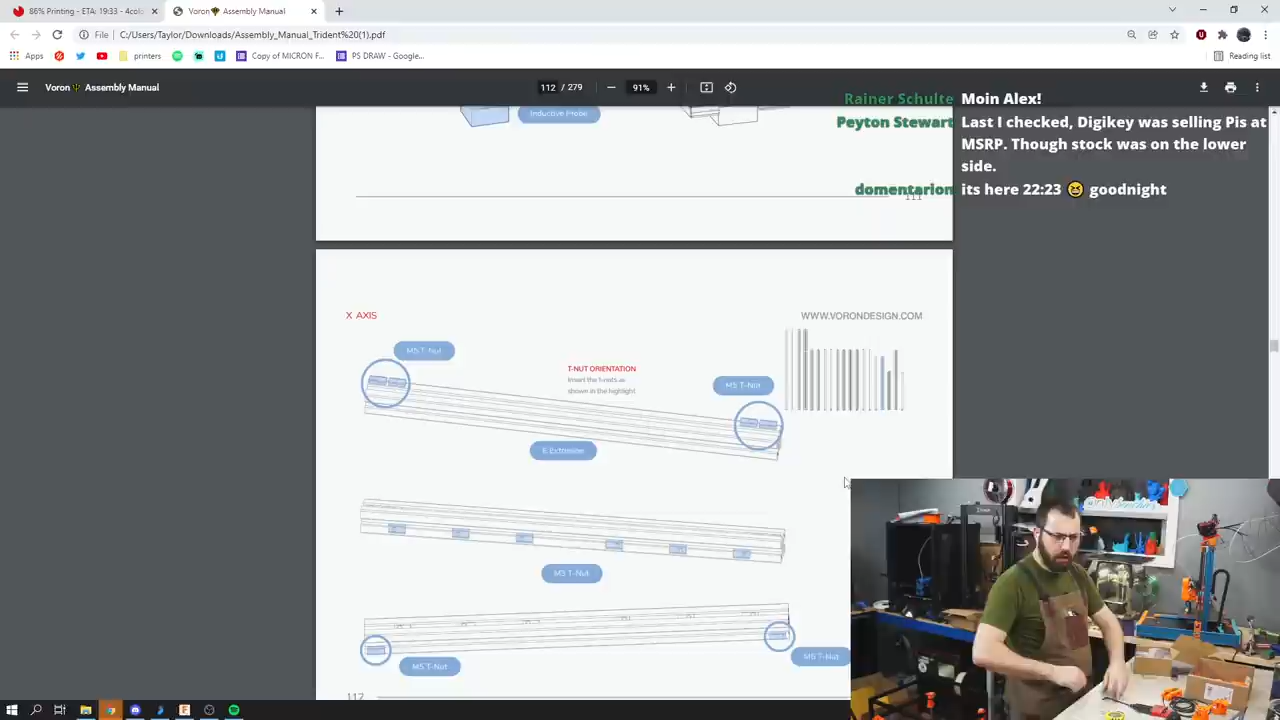 86% Printing - ETA: 19:33 - 4colo
Voron Assembly Manual
File
C:/Users/Taylor/Downloads/Assembly_Manual_Trident%20(1).pdf
Apps
printers
Copy of MICRON F...
PS DRAW - Google...
Reading list
Voron Assembly Manual
112 / 279
91%
Rainer Schulte Moin Alex!
Peyton Stewart Last I checked, Digikey was selling Pis at
MSRP. Though stock was on the lower
side.
domentarion its here 22:23 😆 goodnight
Inductive Probe
111
X AXIS
WWW.VORONDESIGN.COM
M5 T-Nut
T-NUT ORIENTATION
Insert the t-nuts as
shown in the highlight.
M5 T-Nut
E Extrusion
M3 T-Nut
M5 T-Nut
M5 T-Nut
112